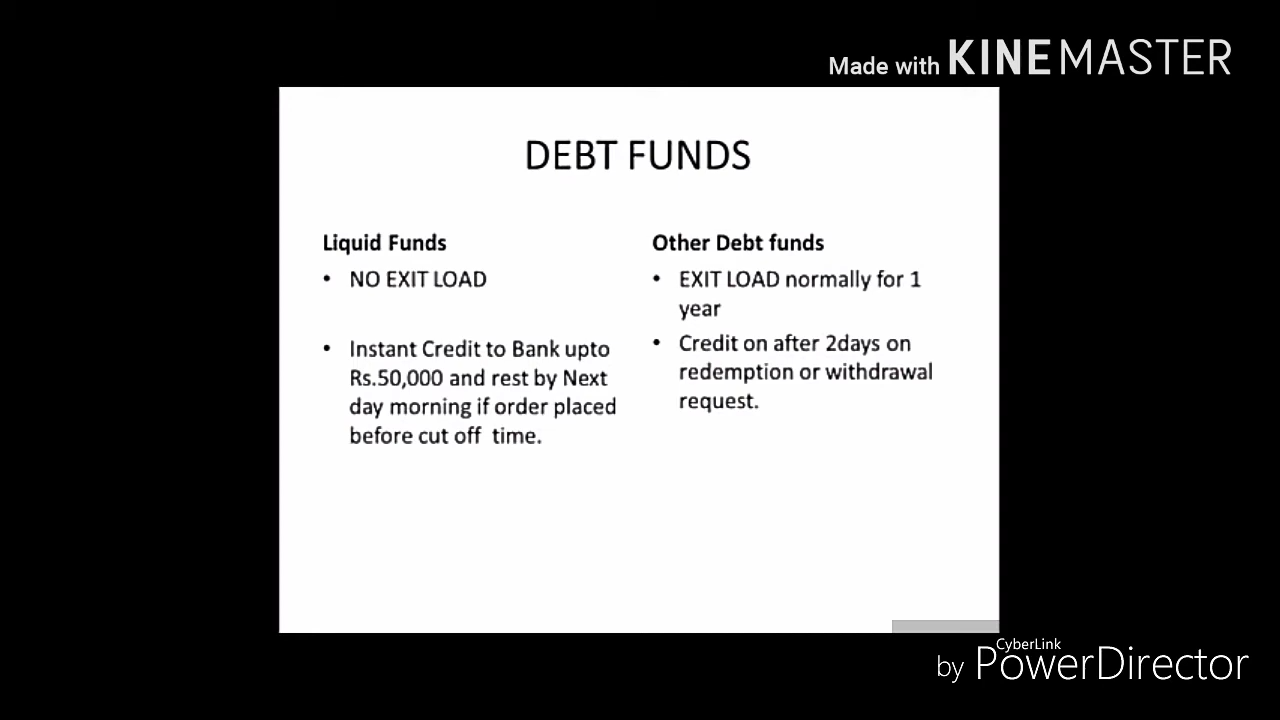 Made with KINEMASTER
DEBT FUNDS
Liquid Funds
• NO EXIT LOAD
• Instant Credit to Bank upto
Rs.50,000 and rest by Next
day morning if order placed
before cut off time.
Other Debt funds
• EXIT LOAD normally for 1
year
• Credit on after 2days on
redemption or withdrawal
request.
CyberLink
by PowerDirector